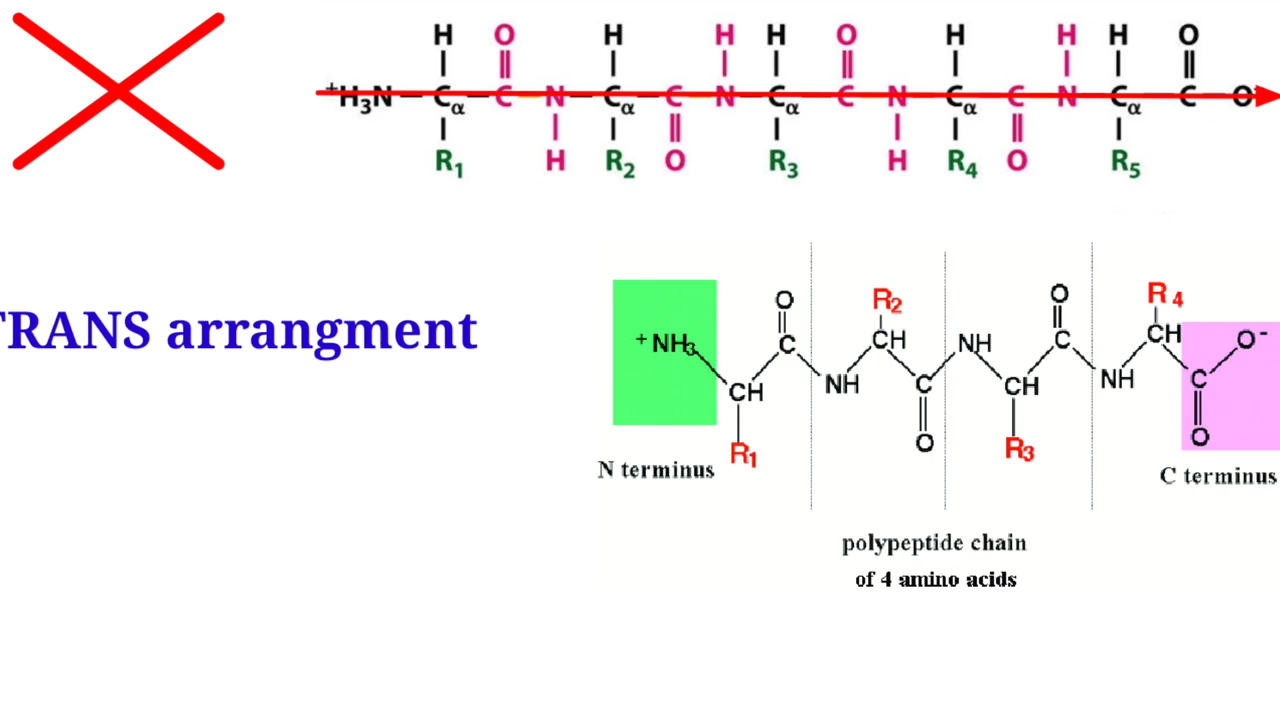 H O H H H O H H H O
⁺H₃N Cα C N Cα C N Cα C N Cα C N Cα C O
R₁ H R₂ O R₃ H R₄ O R₅
TRANS arrangment
O R₂ O R₄
⁺NH₃ C CH NH C CH O⁻
CH NH C CH NH C
R₁ O R₃ O
N terminus C terminus
polypeptide chain
of 4 amino acids